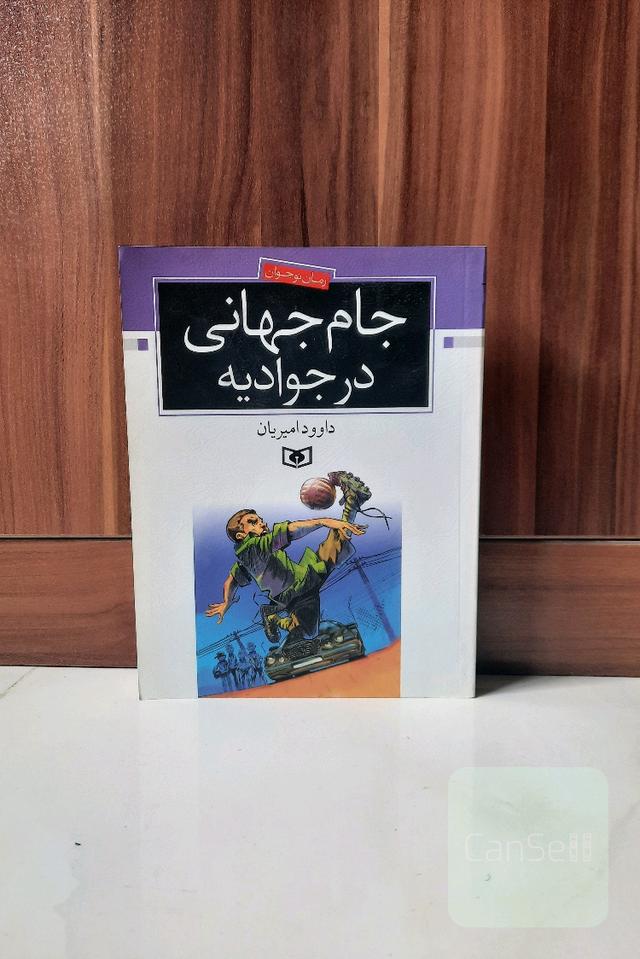 رمان نوجوان
جام جهانی
در جوادیه
داوود امیریان
CanSell